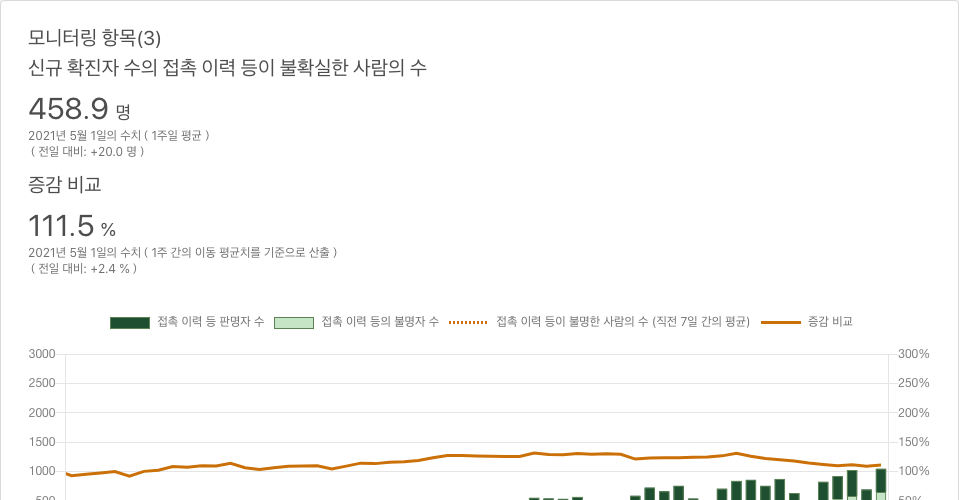 모니터링 항목(3)
신규 확진자 수의 접촉 이력 등이 불확실한 사람의 수
458.9 명
2021년 5월 1일의 수치 ( 1주일 평균 )
( 전일 대비: +20.0 명 )
증감 비교
111.5 %
2021년 5월 1일의 수치 ( 1주 간의 이동 평균치를 기준으로 산출 )
( 전일 대비: +2.4 % )
접촉 이력 등 판명자 수 접촉 이력 등의 불명자 수 접촉 이력 등이 불명한 사람의 수 (직전 7일 간의 평균) 증감 비교
3000 300%
2500 250%
2000 200%
1500 150%
1000 100%
500 50%